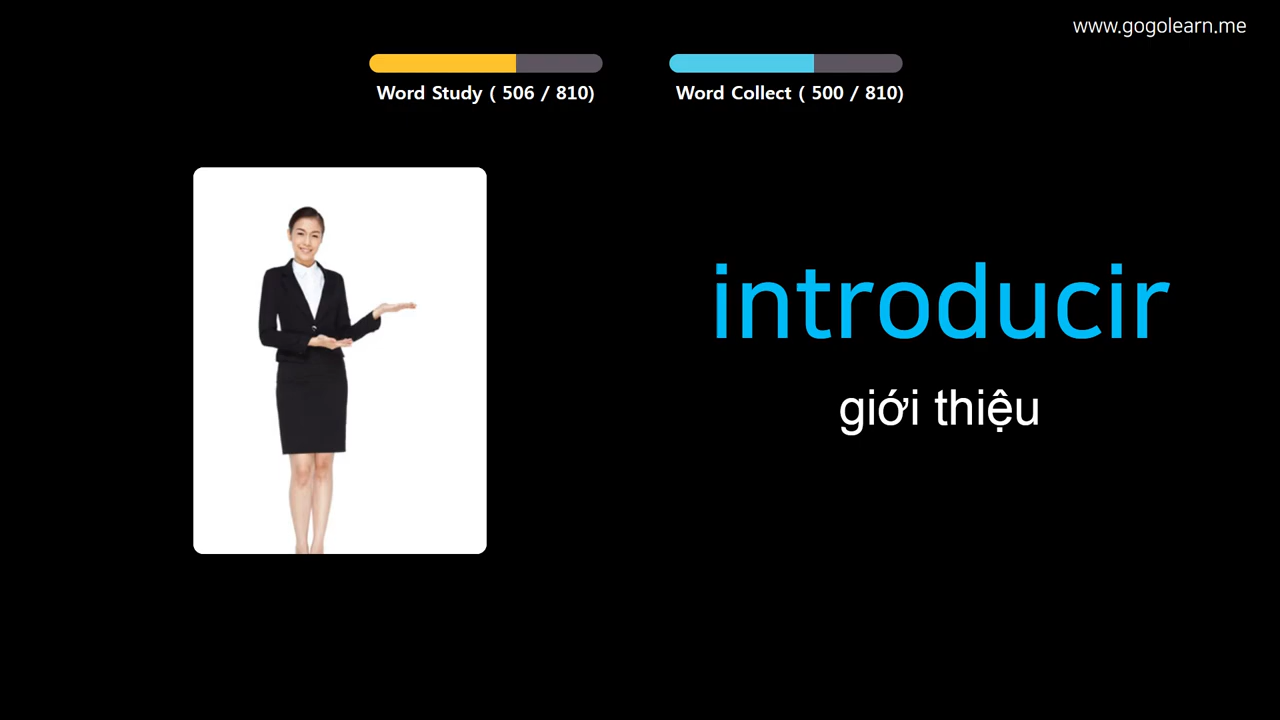 www.gogolearn.me
Word Study ( 506 / 810)
Word Collect ( 500 / 810)
introducir
giới thiệu